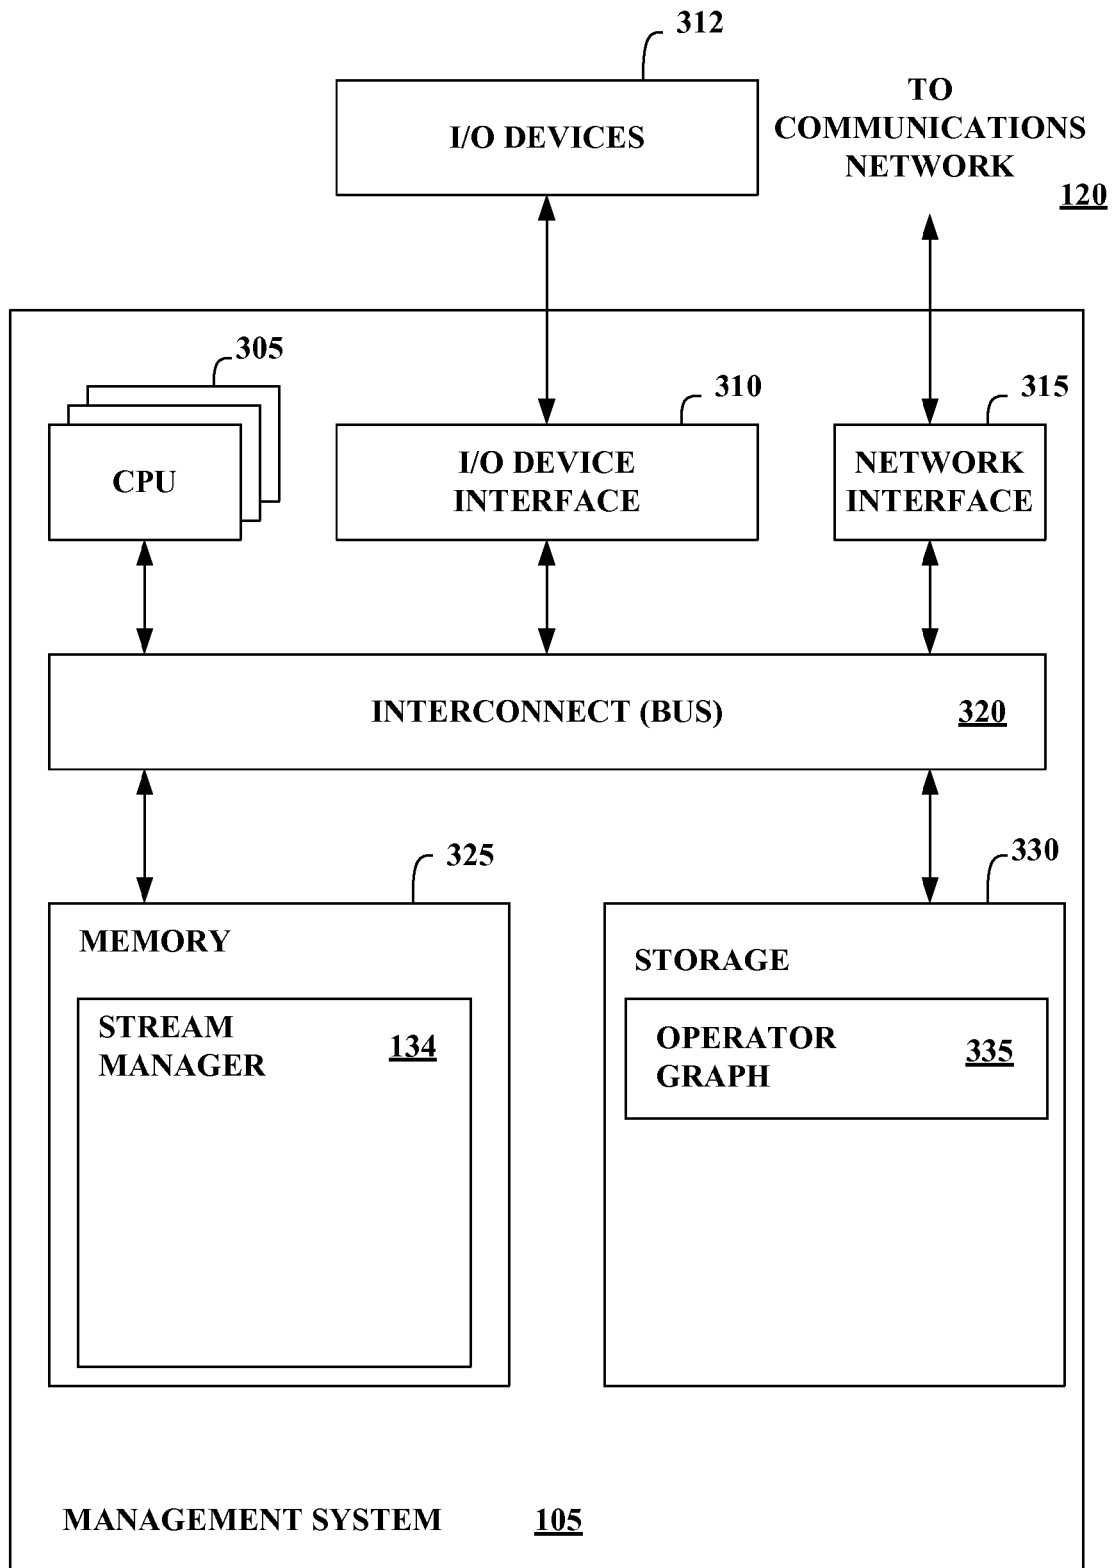 312
I/O DEVICES
TO
COMMUNICATIONS
NETWORK
120
305
310
315
CPU
I/O DEVICE
INTERFACE
NETWORK
INTERFACE
INTERCONNECT (BUS)
320
325
330
MEMORY
STREAM
MANAGER
134
STORAGE
OPERATOR
GRAPH
335
MANAGEMENT SYSTEM
105